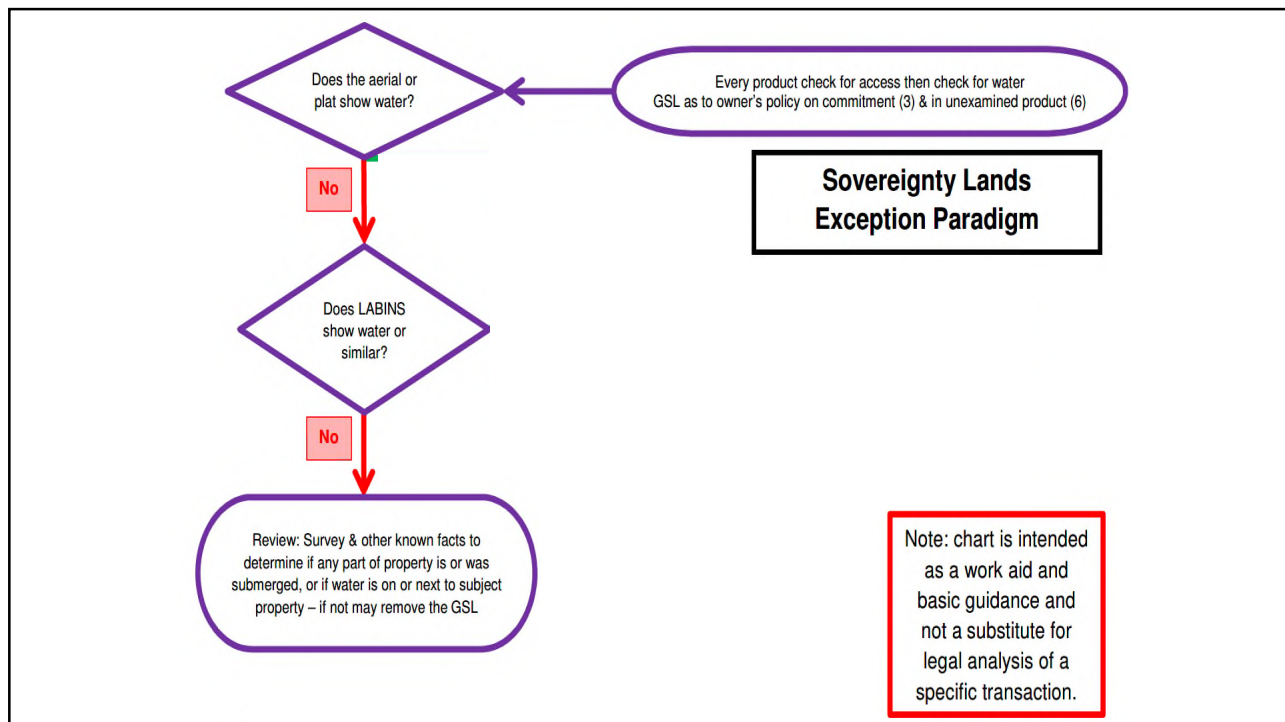 Every product check for access then check for water
GSL as to owner's policy on commitment (3) & in unexamined product (6)
Does the aerial or
plat show water?
Sovereignty Lands
Exception Paradigm
No
Does LABINS
show water or
similar?
No
Review: Survey & other known facts to
determine if any part of property is or was
submerged, or if water is on or next to subject
property – if not may remove the GSL
Note: chart is intended
as a work aid and
basic guidance and
not a substitute for
legal analysis of a
specific transaction.